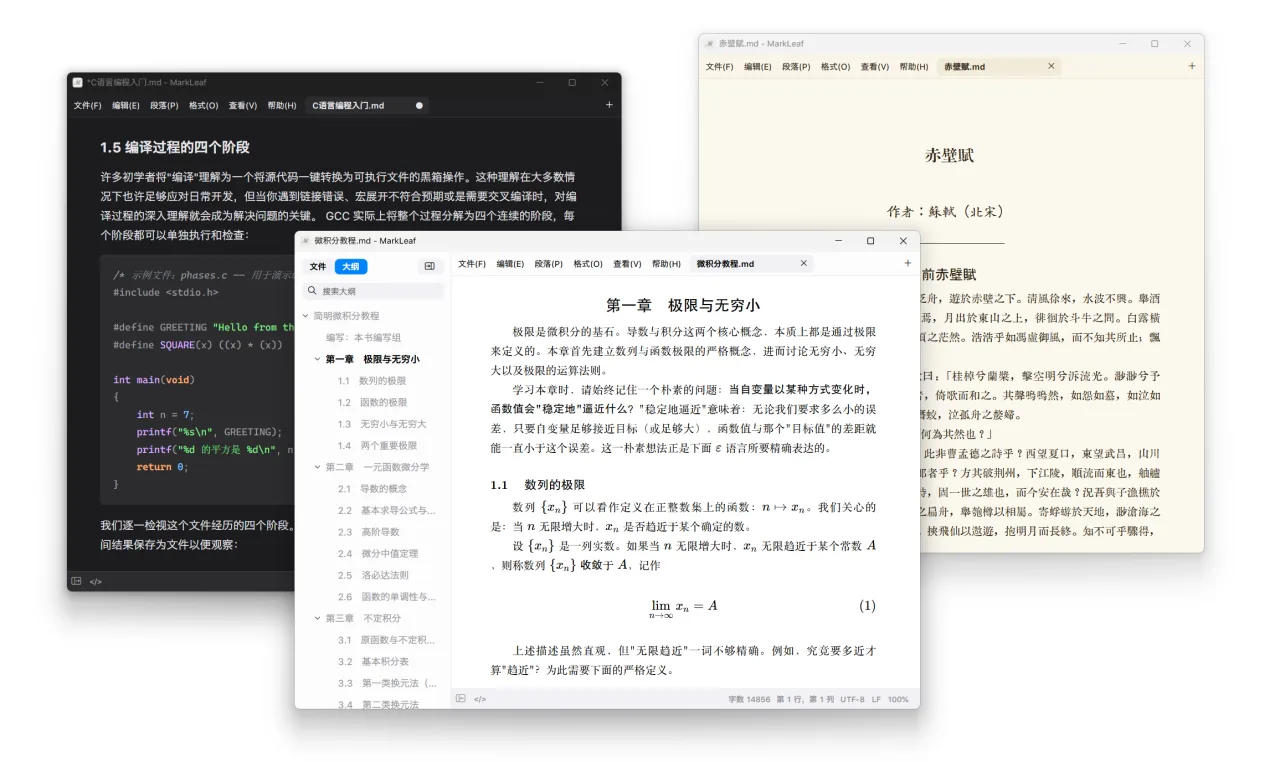 *C语言编程入门.md - MarkLeaf
文件(F) 编辑(E) 段落(P) 格式(O) 查看(V) 帮助(H) C语言编程入门.md
1.5 编译过程的四个阶段
许多初学者将"编译"理解为一个将源代码一键转换为可执行文件的黑箱操作。这种理解在大多数情
况下也许足够应对日常开发，但当你遇到链接错误、宏展开不符合预期或是需要交叉编译时，对编
译过程的深入理解就会成为解决问题的关键。 GCC 实际上将整个过程分解为四个连续的阶段，每
个阶段都可以单独执行和检查：
/* 示例文件：phases.c —— 用于演示
#include <stdio.h>
#define GREETING "Hello from th
#define SQUARE(x) ((x) * (x))
int main(void)
{
int n = 7;
printf("%s\n", GREETING);
printf("%d 的平方是 %d\n", n
return 0;
}
我们逐一检视这个文件经历的四个阶段。
间结果保存为文件以便观察：
</>
赤壁賦.md - MarkLeaf
文件(F) 编辑(E) 段落(P) 格式(O) 查看(V) 帮助(H) 赤壁賦.md
赤壁賦
作者：蘇軾（北宋）
前赤壁賦
泛舟，遊於赤壁之下。清風徐來，水波不興。舉酒
焉，月出於東山之上，徘徊於斗牛之間。白露橫
頃之茫然。浩浩乎如馮虛御風，而不知其所止；飄
曰：「桂棹兮蘭槳，擊空明兮泝流光。渺渺兮予
，倚歌而和之。其聲嗚嗚然，如怨如慕，如泣如
潛蛟，泣孤舟之嫠婦。
何為其然也？」
此非曹孟德之詩乎？西望夏口，東望武昌，山川
郎者乎？方其破荊州，下江陵，順流而東也，舳艫
詩，固一世之雄也，而今安在哉？況吾與子漁樵於
之扁舟，舉匏樽以相屬。寄蜉蝣於天地，渺滄海之
，挾飛仙以遨遊，抱明月而長終。知不可乎驟得，
微积分教程.md - MarkLeaf
文件 大纲
搜索大纲
简明微积分教程
编写：本书编写组
第一章 极限与无穷小
1.1 数列的极限
1.2 函数的极限
1.3 无穷小与无穷大
1.4 两个重要极限
第二章 一元函数微分学
2.1 导数的概念
2.2 基本求导公式与...
2.3 高阶导数
2.4 微分中值定理
2.5 洛必达法则
2.6 函数的单调性与...
第三章 不定积分
3.1 原函数与不定积...
3.2 基本积分表
3.3 第一类换元法（...
3.4 第二类换元法
文件(F) 编辑(E) 段落(P) 格式(O) 查看(V) 帮助(H) 微积分教程.md
第一章 极限与无穷小
极限是微积分的基石。导数与积分这两个核心概念，本质上都是通过极限
来定义的。本章首先建立数列与函数极限的严格概念，进而讨论无穷小、无穷
大以及极限的运算法则。
学习本章时，请始终记住一个朴素的问题：当自变量以某种方式变化时，
函数值会"稳定地"逼近什么？"稳定地逼近"意味着：无论我们要求多么小的误
差，只要自变量足够接近目标（或足够大），函数值与那个"目标值"的差距就
能一直小于这个误差。这一朴素想法正是下面 ε 语言所要精确表达的。
1.1 数列的极限
数列 {xₙ} 可以看作定义在正整数集上的函数：n ↦ xₙ。我们关心的
是：当 n 无限增大时，xₙ 是否趋近于某个确定的数。
设 {xₙ} 是一列实数。如果当 n 无限增大时，xₙ 无限趋近于某个常数 A
，则称数列 {xₙ} 收敛于 A，记作
lim xₙ = A (1)
n→∞
上述描述虽然直观，但"无限趋近"一词不够精确。例如，究竟要多近才
算"趋近"？为此需要下面的严格定义。
</> 字数 14856 第 1 行，第 1 列 UTF-8 LF 100%